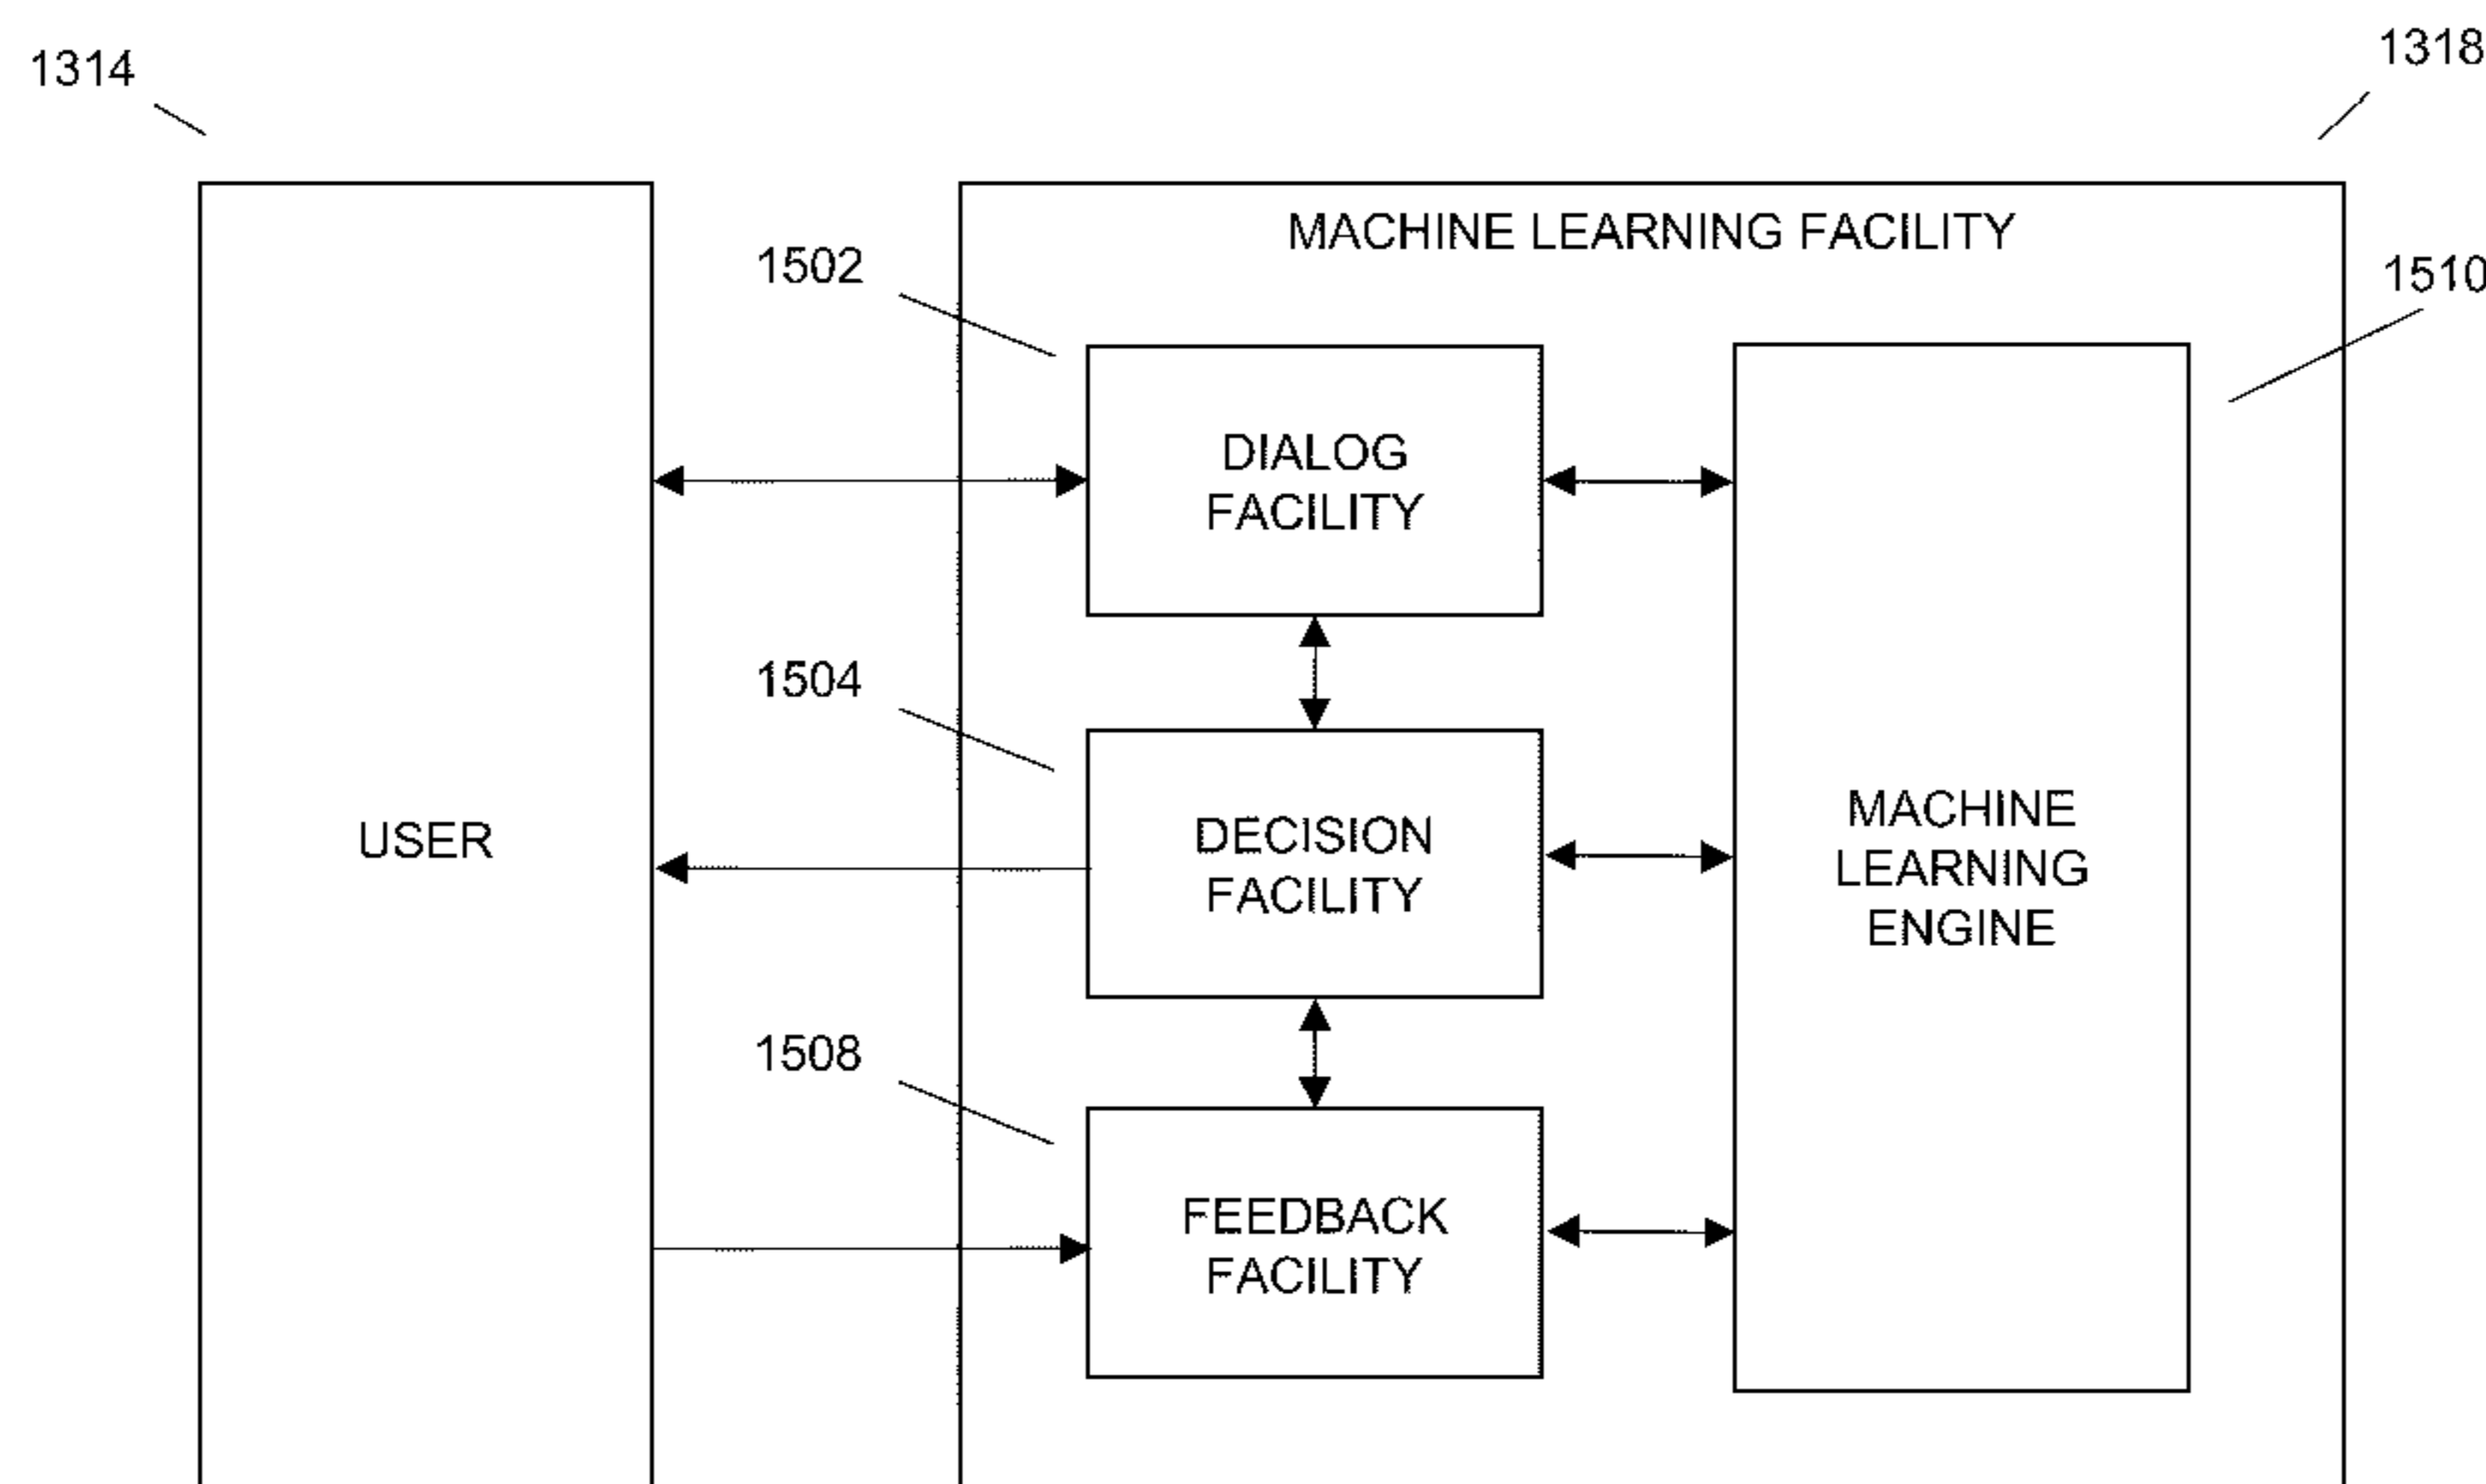 1314
1318
MACHINE LEARNING FACILITY
1502
1510
DIALOG
FACILITY
1504
USER
DECISION
FACILITY
MACHINE
LEARNING
ENGINE
1508
FEEDBACK
FACILITY